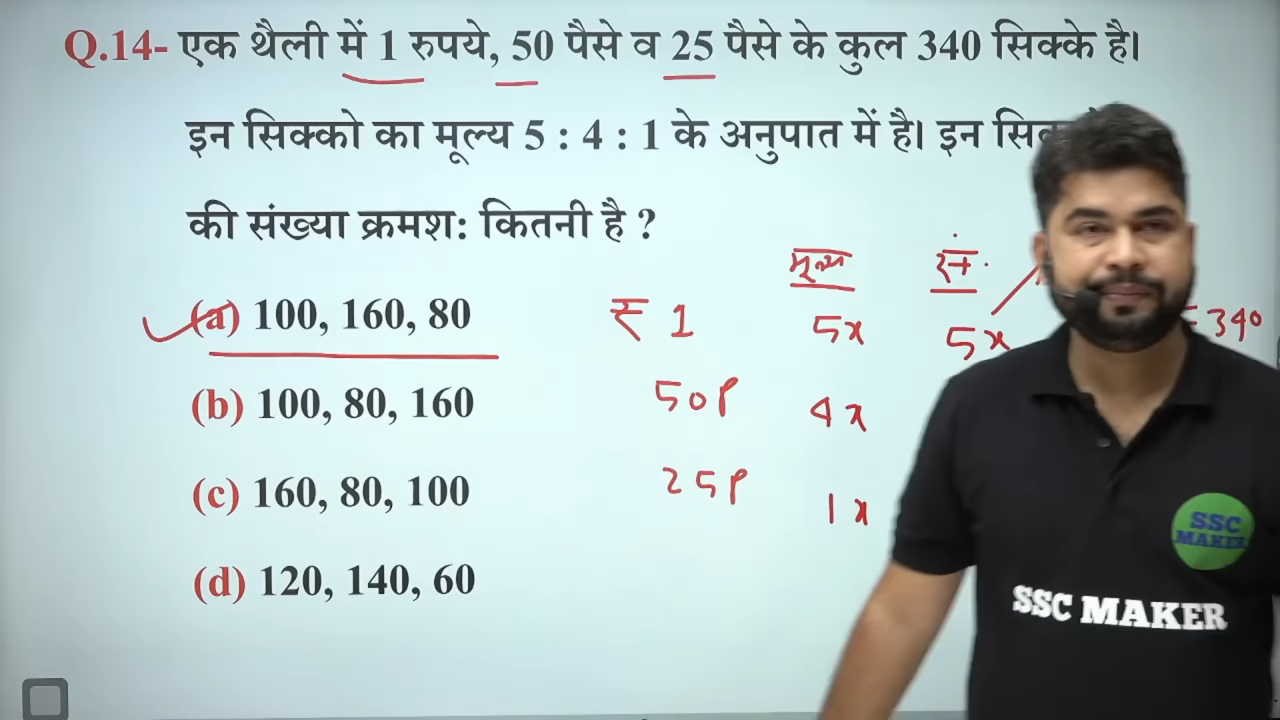 Q.14- एक थैली में 1 रुपये, 50 पैसे व 25 पैसे के कुल 340 सिक्के है।
इन सिक्को का मूल्य 5 : 4 : 1 के अनुपात में है। इन
की संख्या क्रमश: कितनी है ?
(a) 100, 160, 80
(b) 100, 80, 160
(c) 160, 80, 100
(d) 120, 140, 60
मूल्य
₹ 1 5x 5x = 340
50P 4x
25P 1x
SSC MAKER
SSC MAKER